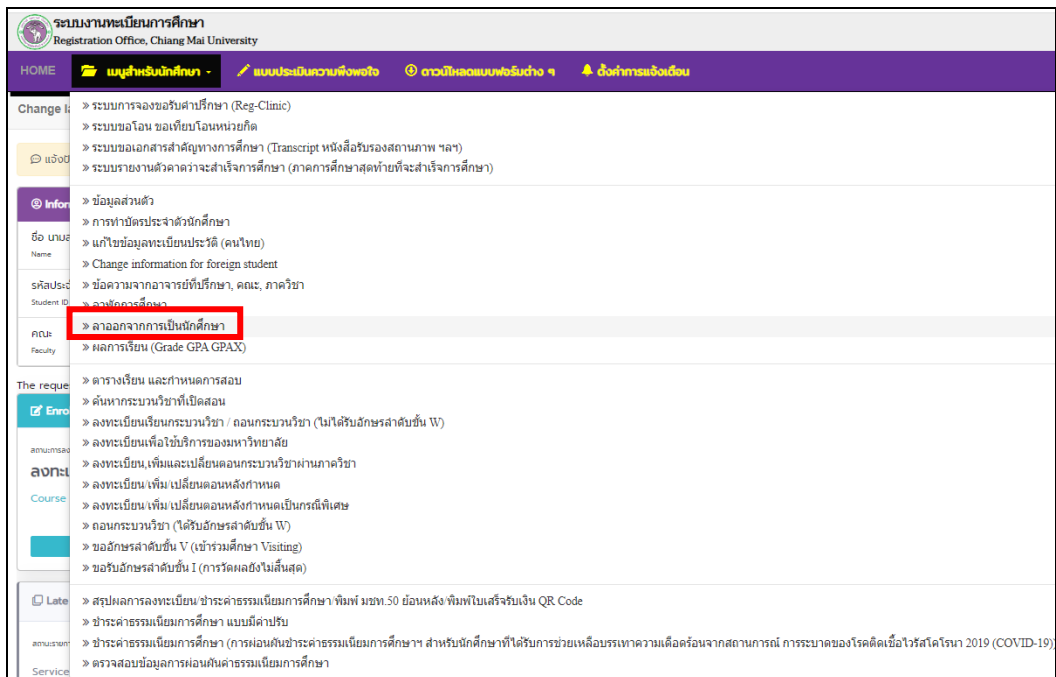 ระบบงานทะเบียนการศึกษา
Registration Office, Chiang Mai University
HOME เมนูสำหรับนักศึกษา แบบประเมินความพึงพอใจ ดาวน์โหลดแบบฟอร์มต่าง ๆ ตั้งค่าการแจ้งเตือน
Change
» ระบบการจองขอรับคำปรึกษา (Reg-Clinic)
» ระบบขอโอน ขอเทียบโอนหน่วยกิต
» ระบบขอเอกสารสำคัญทางการศึกษา (Transcript หนังสือรับรองสถานภาพ ฯลฯ)
» ระบบรายงานตัวคาดว่าจะสำเร็จการศึกษา (ภาคการศึกษาสุดท้ายที่จะสำเร็จการศึกษา)
» ข้อมูลส่วนตัว
» การทำบัตรประจำตัวนักศึกษา
» แก้ไขข้อมูลทะเบียนประวัติ (คนไทย)
» Change information for foreign student
» ข้อความจากอาจารย์ที่ปรึกษา, คณะ, ภาควิชา
» ลาพักการศึกษา
» ลาออกจากการเป็นนักศึกษา
» ผลการเรียน (Grade GPA GPAX)
ชื่อ
Name
Student ID
คณะ
Faculty
The reque
» ตารางเรียน และกำหนดการสอบ
» ค้นหากระบวนวิชาที่เปิดสอน
» ลงทะเบียนเรียนกระบวนวิชา / ถอนกระบวนวิชา (ไม่ได้รับอักษรลำดับขั้น W)
» ลงทะเบียนเพื่อใช้บริการของมหาวิทยาลัย
» ลงทะเบียน,เพิ่มและเปลี่ยนตอนกระบวนวิชาผ่านภาควิชา
» ลงทะเบียน/เพิ่ม/เปลี่ยนตอนหลังกำหนด
» ลงทะเบียน/เพิ่ม/เปลี่ยนตอนหลังกำหนดเป็นกรณีพิเศษ
» ถอนกระบวนวิชา (ได้รับอักษรลำดับขั้น W)
» ขออักษรลำดับขั้น V (เข้าร่วมศึกษา Visiting)
» ขอรับอักษรลำดับขั้น I (การวัดผลยังไม่สิ้นสุด)
Course
Late
» สรุปผลการลงทะเบียน/ชำระค่าธรรมเนียมการศึกษา/พิมพ์ มชท.50 ย้อนหลัง/พิมพ์ใบเสร็จรับเงิน QR Code
» ชำระค่าธรรมเนียมการศึกษา แบบมีค่าปรับ
» ชำระค่าธรรมเนียมการศึกษา (การผ่อนผันชำระค่าธรรมเนียมการศึกษาฯ สำหรับนักศึกษาที่ได้รับการช่วยเหลือบรรเทาความเดือดร้อนจากสถานการณ์ การระบาดของโรคติดเชื้อไวรัสโคโรนา 2019 (COVID-19))
» ตรวจสอบข้อมูลการผ่อนผันค่าธรรมเนียมการศึกษา
Service